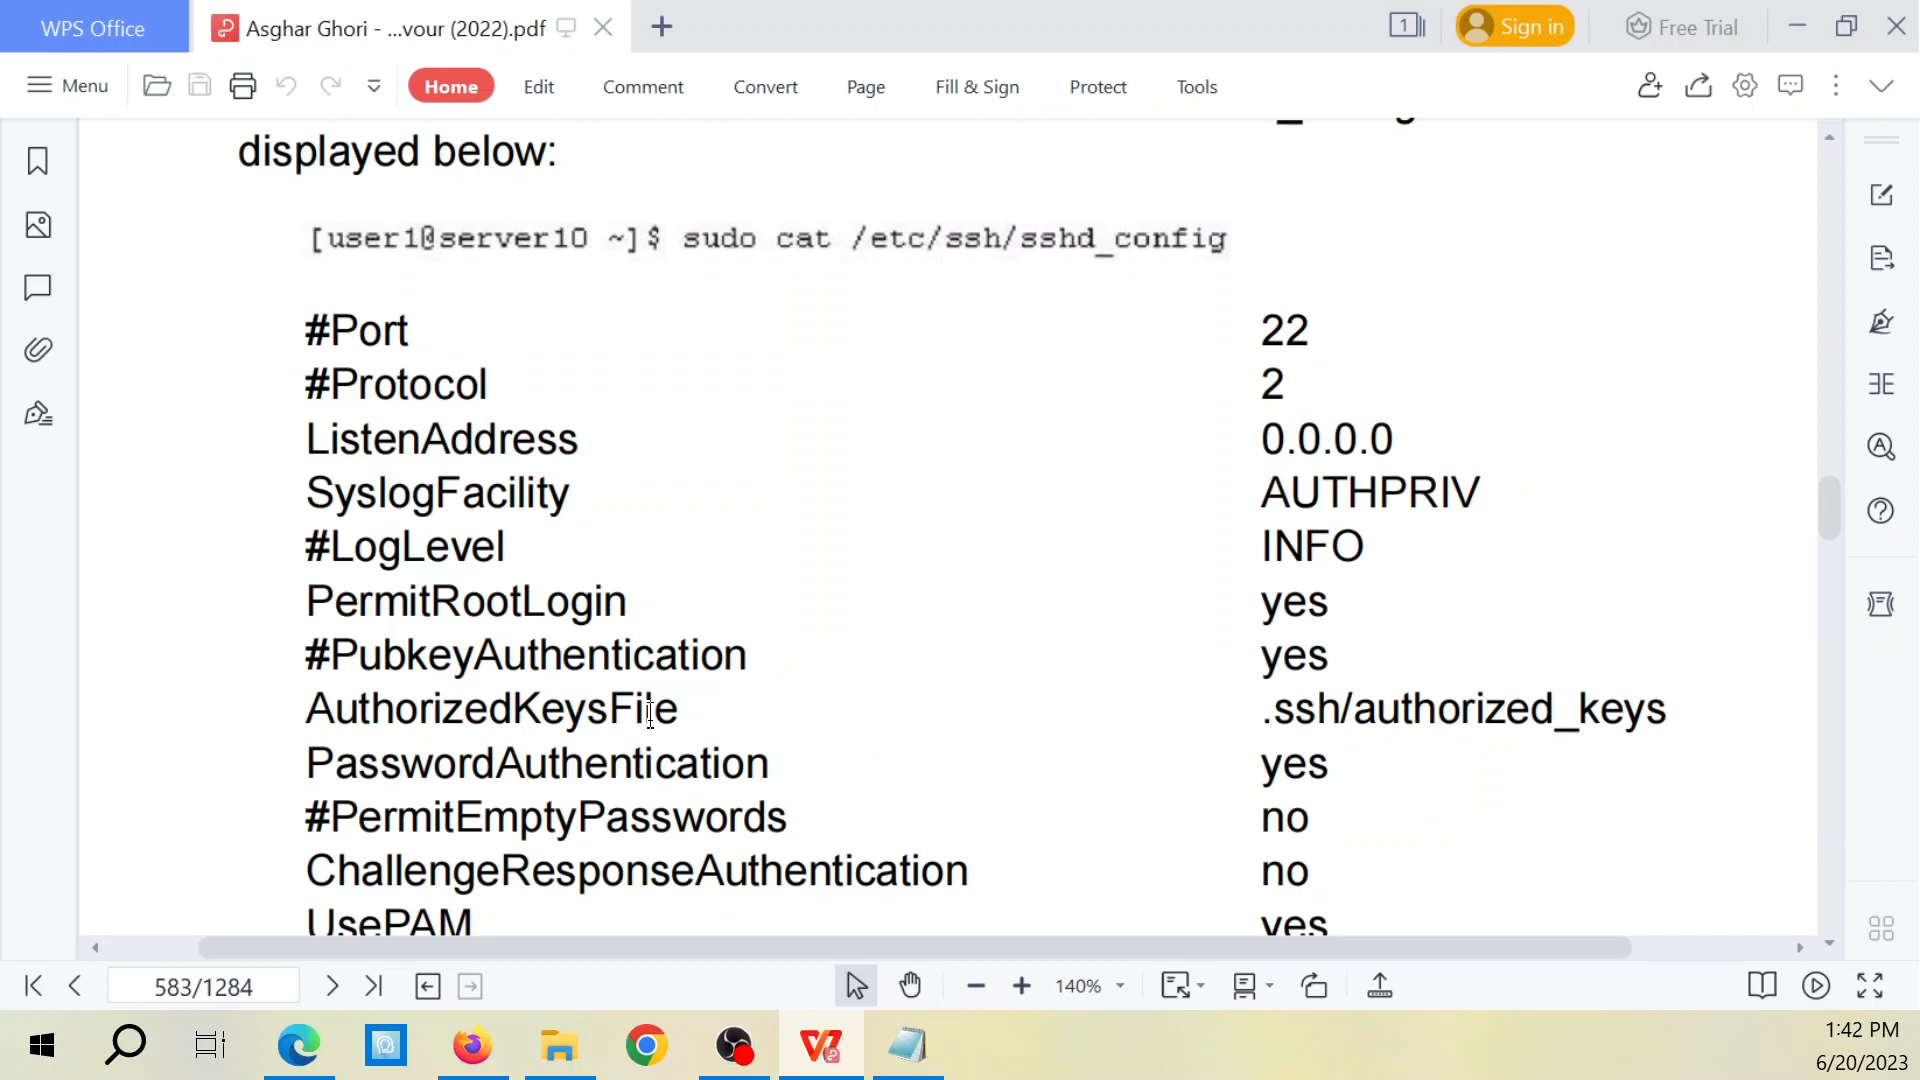 WPS Office
Asghar Ghori - ...vour (2022).pdf
1
Sign in
Free Trial
Menu
Home
Edit
Comment
Convert
Page
Fill & Sign
Protect
Tools
displayed below:
[user1@server10 ~]$ sudo cat /etc/ssh/sshd_config
#Port 22
#Protocol 2
ListenAddress 0.0.0.0
SyslogFacility AUTHPRIV
#LogLevel INFO
PermitRootLogin yes
#PubkeyAuthentication yes
AuthorizedKeysFile .ssh/authorized_keys
PasswordAuthentication yes
#PermitEmptyPasswords no
ChallengeResponseAuthentication no
UsePAM yes
583/1284
140%
1:42 PM
6/20/2023